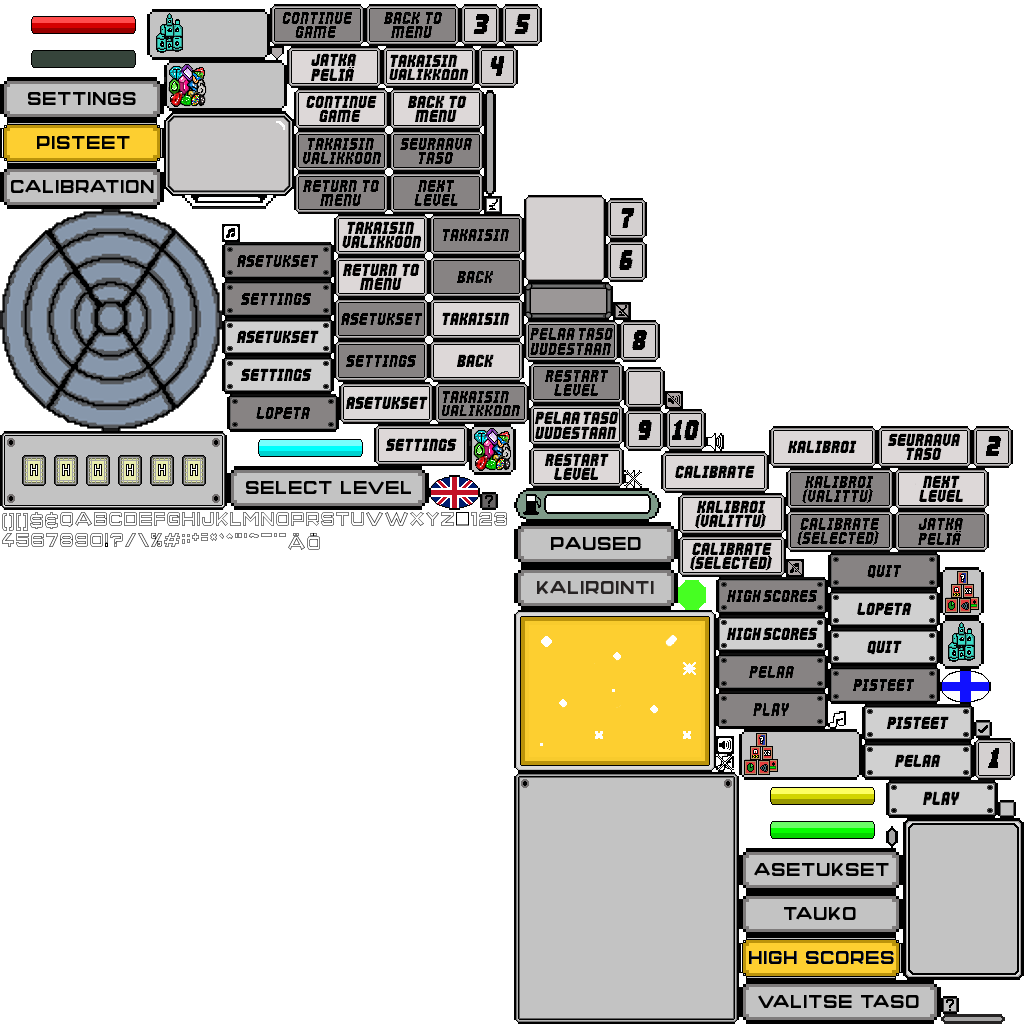 CONTINUE GAME
BACK TO MENU
3
5
JATKA PELIÄ
TAKAISIN VALIKKOON
4
SETTINGS
CONTINUE GAME
BACK TO MENU
PISTEET
TAKAISIN VALIKKOON
SEURAAVA TASO
CALIBRATION
RETURN TO MENU
NEXT LEVEL
TAKAISIN VALIKKOON
TAKAISIN
7
ASETUKSET
RETURN TO MENU
BACK
6
SETTINGS
ASETUKSET
TAKAISIN
ASETUKSET
PELAA TASO UUDESTAAN
8
SETTINGS
SETTINGS
BACK
RESTART LEVEL
LOPETA
ASETUKSET
TAKAISIN VALIKKOON
PELAA TASO UUDESTAAN
9
10
SETTINGS
KALIBROI
SEURAAVA TASO
2
H H H H H H
RESTART LEVEL
CALIBRATE
SELECT LEVEL
?
KALIBROI (VALITTU)
NEXT LEVEL
KALIBROI (VALITTU)
()[]$$0ABCDEFGHIJKLMNOPRSTUVWXYZ 123
CALIBRATE (SELECTED)
JATKA PELIÄ
PAUSED
CALIBRATE (SELECTED)
QUIT
KALIROINTI
HIGH SCORES
LOPETA
HIGH SCORES
QUIT
PELAA
PISTEET
PLAY
PISTEET
PELAA
1
PLAY
ASETUKSET
TAUKO
HIGH SCORES
VALITSE TASO
?